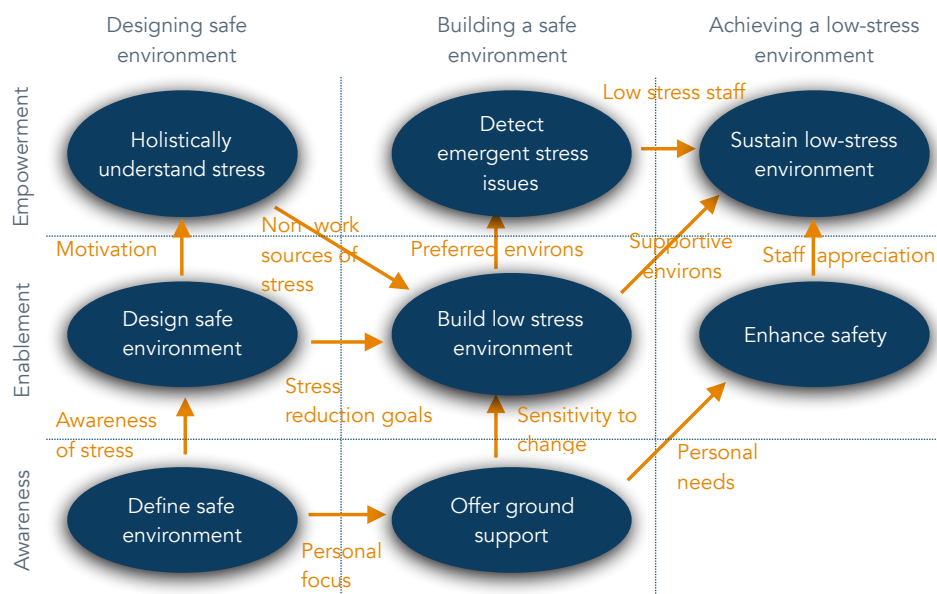 Designing safe
environment
Building a safe
environment
Achieving a low-stress
environment
Empowerment
Holistically
understand stress
Detect
emergent stress
issues
Low stress staff
Sustain low-stress
environment
Motivation
Non-work
sources of
stress
Preferred environs
Supportive
environs
Staff appreciation
Enablement
Design safe
environment
Build low stress
environment
Enhance safety
Awareness
of stress
Stress
reduction goals
Sensitivity to
change
Personal
needs
Awareness
Define safe
environment
Personal
focus
Offer ground
support